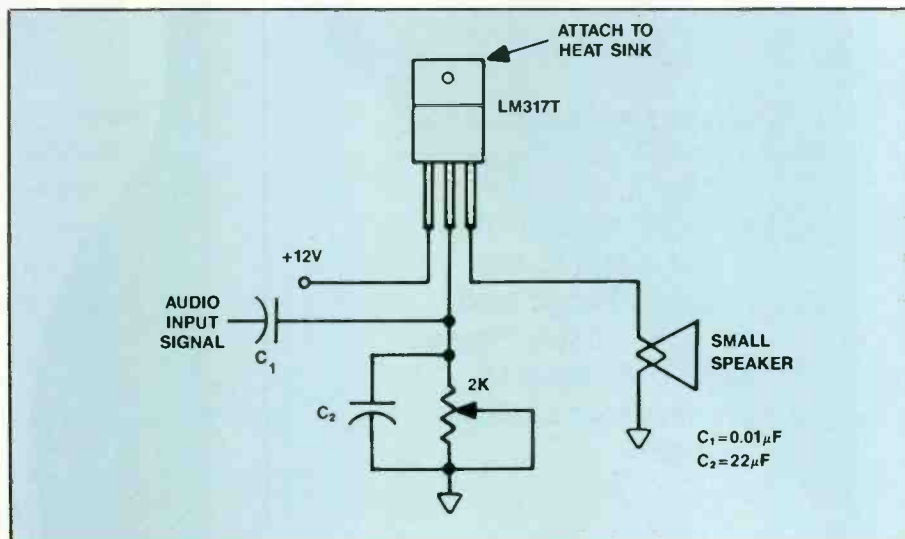 ATTACH TO
HEAT SINK
LM317T
+12V
AUDIO
INPUT
SIGNAL
C₁
2K
C₂
SMALL
SPEAKER
C₁=0.01µF
C₂=22µF